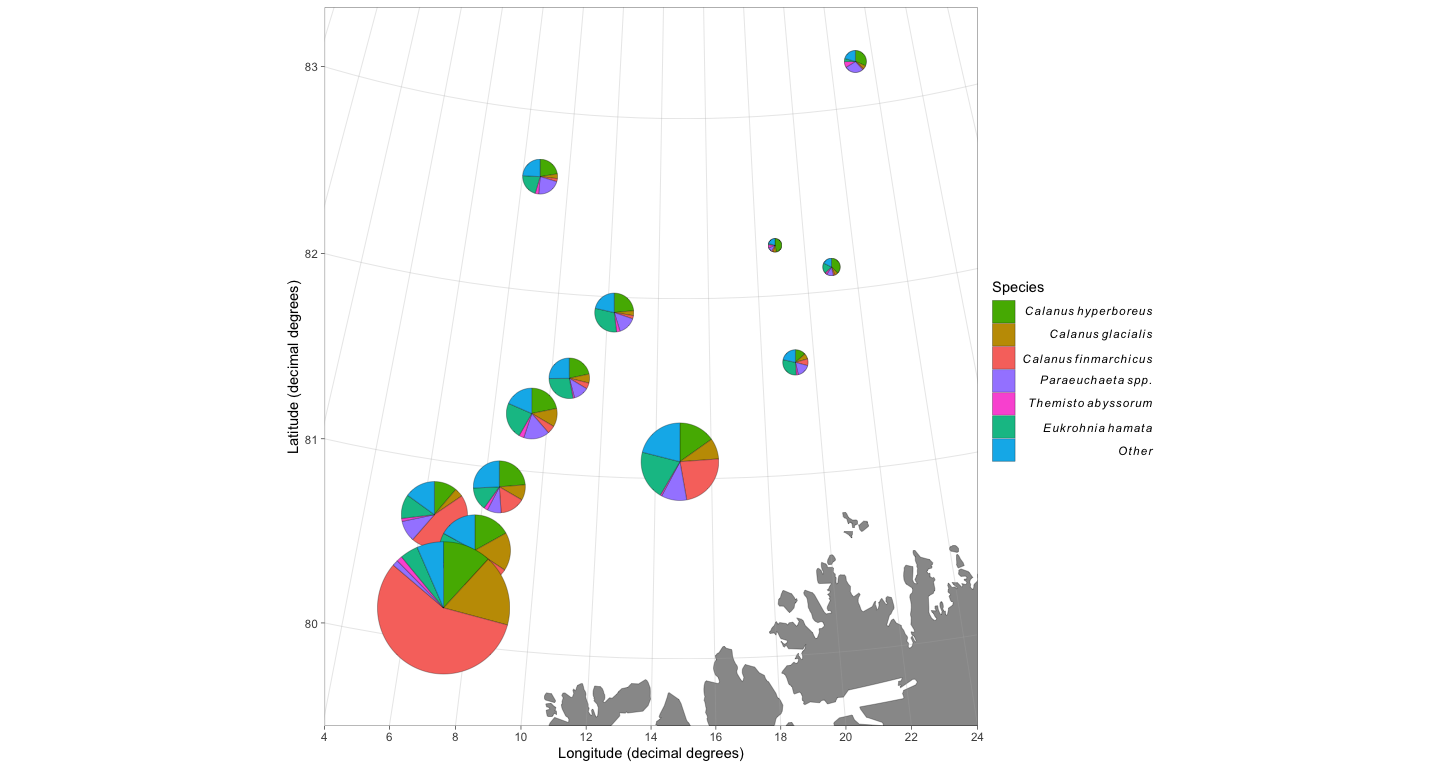 83
82
81
80
Latitude (decimal degrees)
4 6 8 10 12 14 16 18 20 22 24
Longitude (decimal degrees)
Species
Calanus hyperboreus
Calanus glacialis
Calanus finmarchicus
Paraeuchaeta spp.
Themisto abyssorum
Eukrohnia hamata
Other